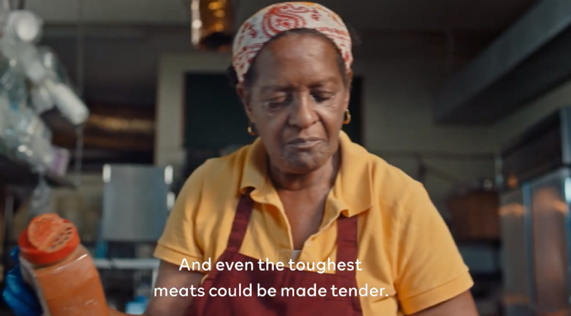 And even the toughest
meats could be made tender.